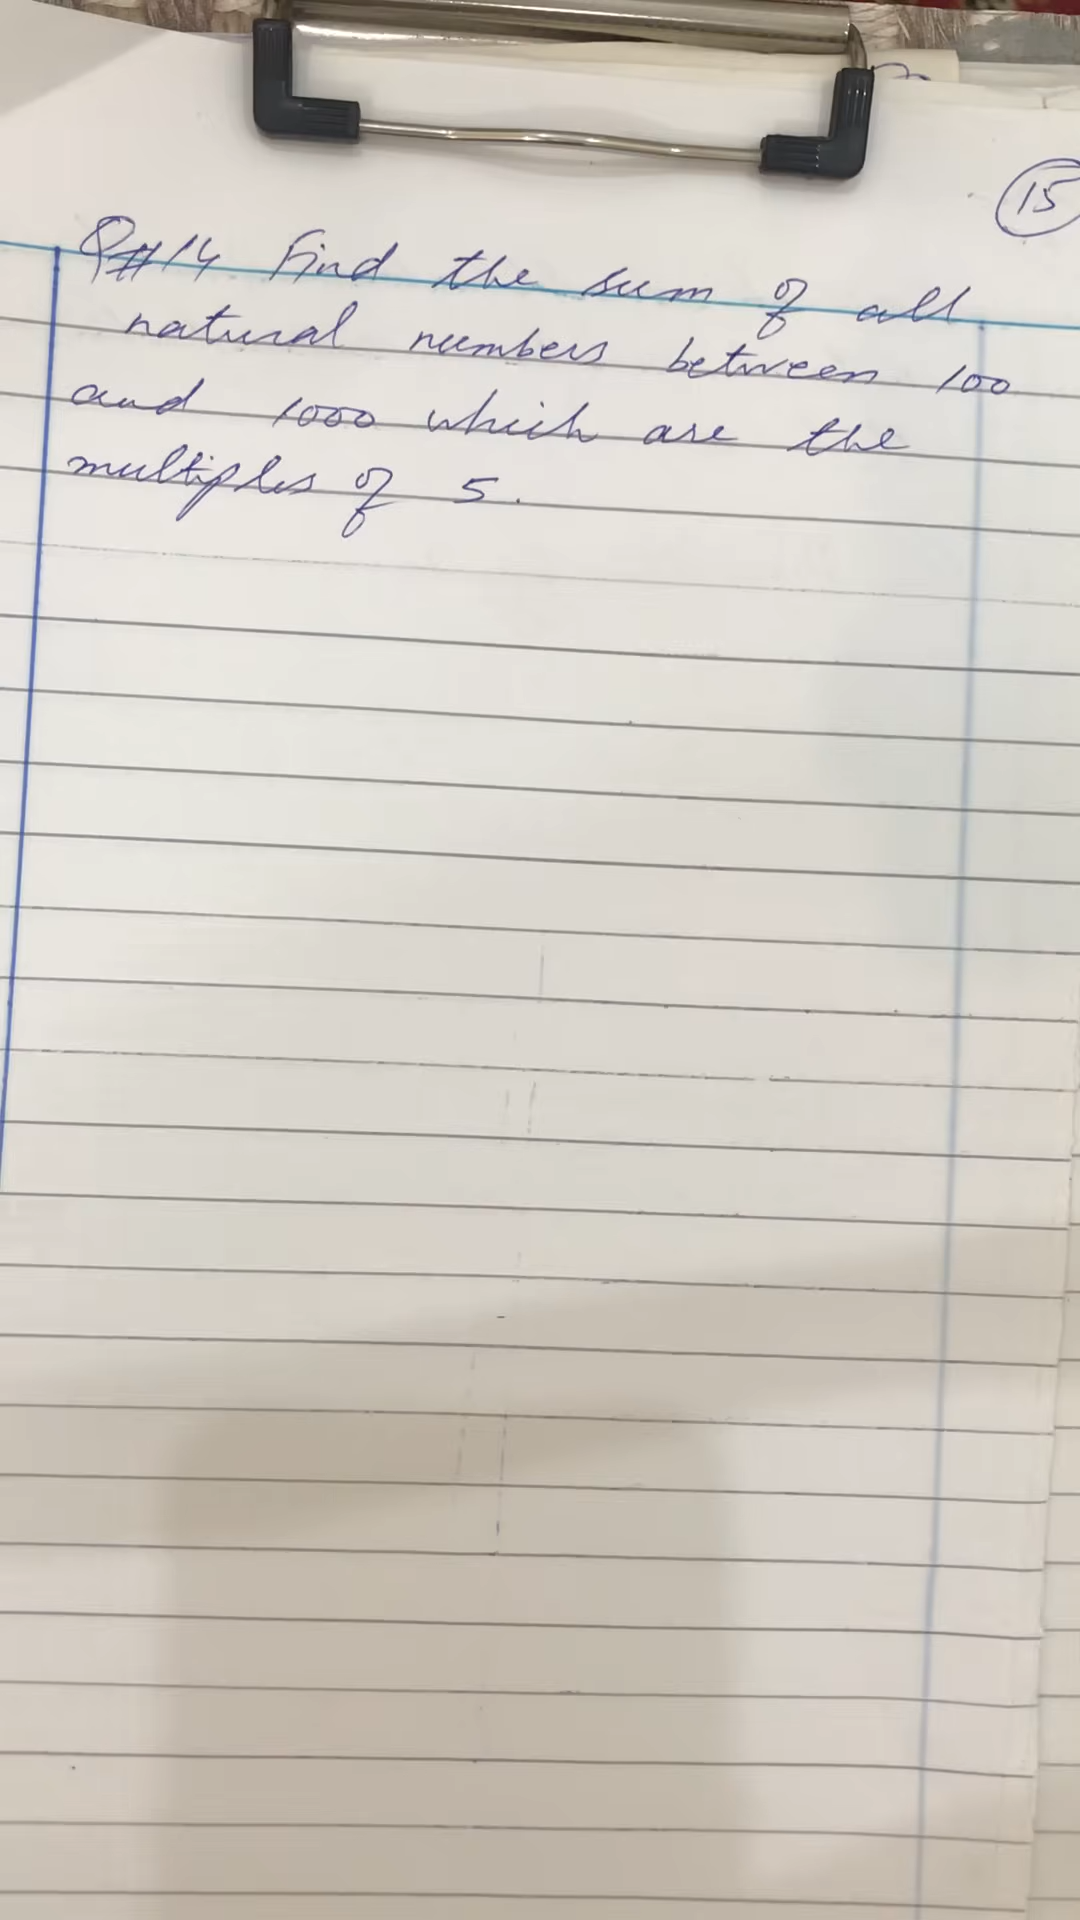 15
Q#14 Find the sum of all
natural numbers between 100
and 1000 which are the
multiples of 5.